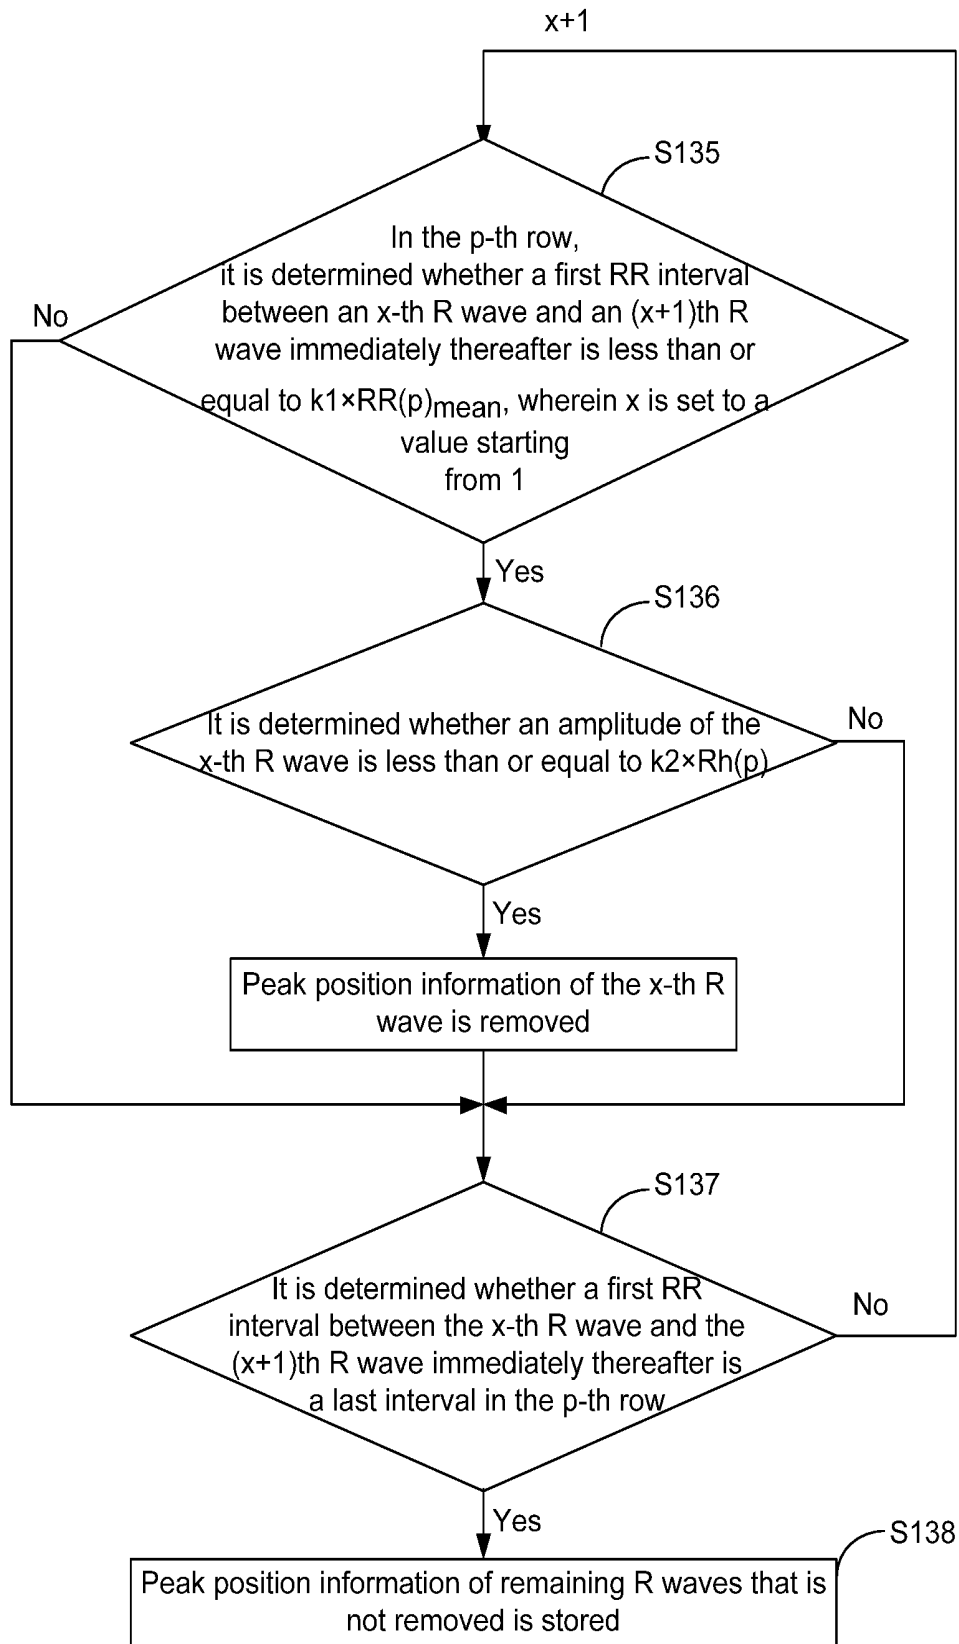 x+1
S135
In the p-th row,
it is determined whether a first RR interval
between an x-th R wave and an (x+1)th R
wave immediately thereafter is less than or
equal to k1×RR(p)mean, wherein x is set to a
value starting
from 1
No
Yes
S136
It is determined whether an amplitude of the
x-th R wave is less than or equal to k2×Rh(p)
No
Yes
Peak position information of the x-th R
wave is removed
S137
It is determined whether a first RR
interval between the x-th R wave and the
(x+1)th R wave immediately thereafter is
a last interval in the p-th row
No
Yes
S138
Peak position information of remaining R waves that is
not removed is stored